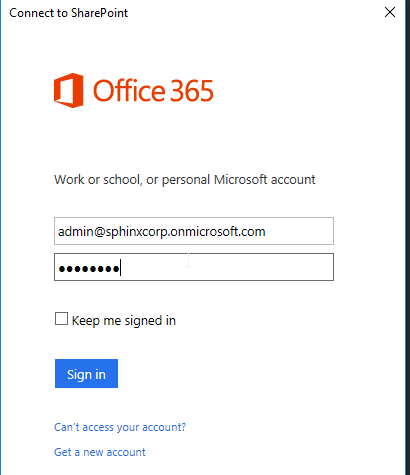 Connect to SharePoint
Office 365
Work or school, or personal Microsoft account
admin@sphinxcorp.onmicrosoft.com
●●●●●●●●
Keep me signed in
Sign in
Can't access your account?
Get a new account